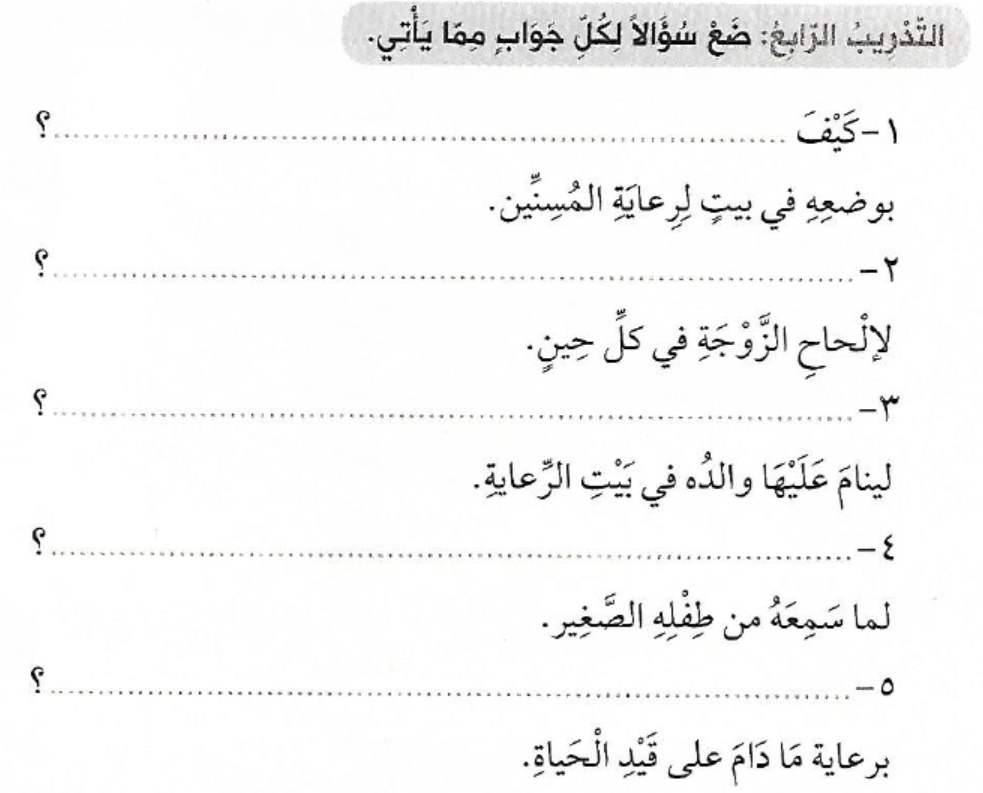 التّدْرِيبُ الرّابِعُ: ضَعْ سُؤَالاً لِكُلِّ جَوَابٍ مِمّا يَأْتِي.
١-كَيْفَ ........................................................؟
بوضعِهِ في بيتٍ لِرِعايَةِ المُسِنِّين.
٢- ........................................................؟
لإلْحاحِ الزَّوْجَةِ في كلِّ حِينٍ.
٣- ........................................................؟
لينامَ عَلَيْهَا والدُه في بَيْتِ الرِّعايةِ.
٤- ........................................................؟
لما سَمِعَهُ من طِفْلِهِ الصَّغِير.
٥- ........................................................؟
برعاية مَا دَامَ على قَيْدِ الْحَياةِ.